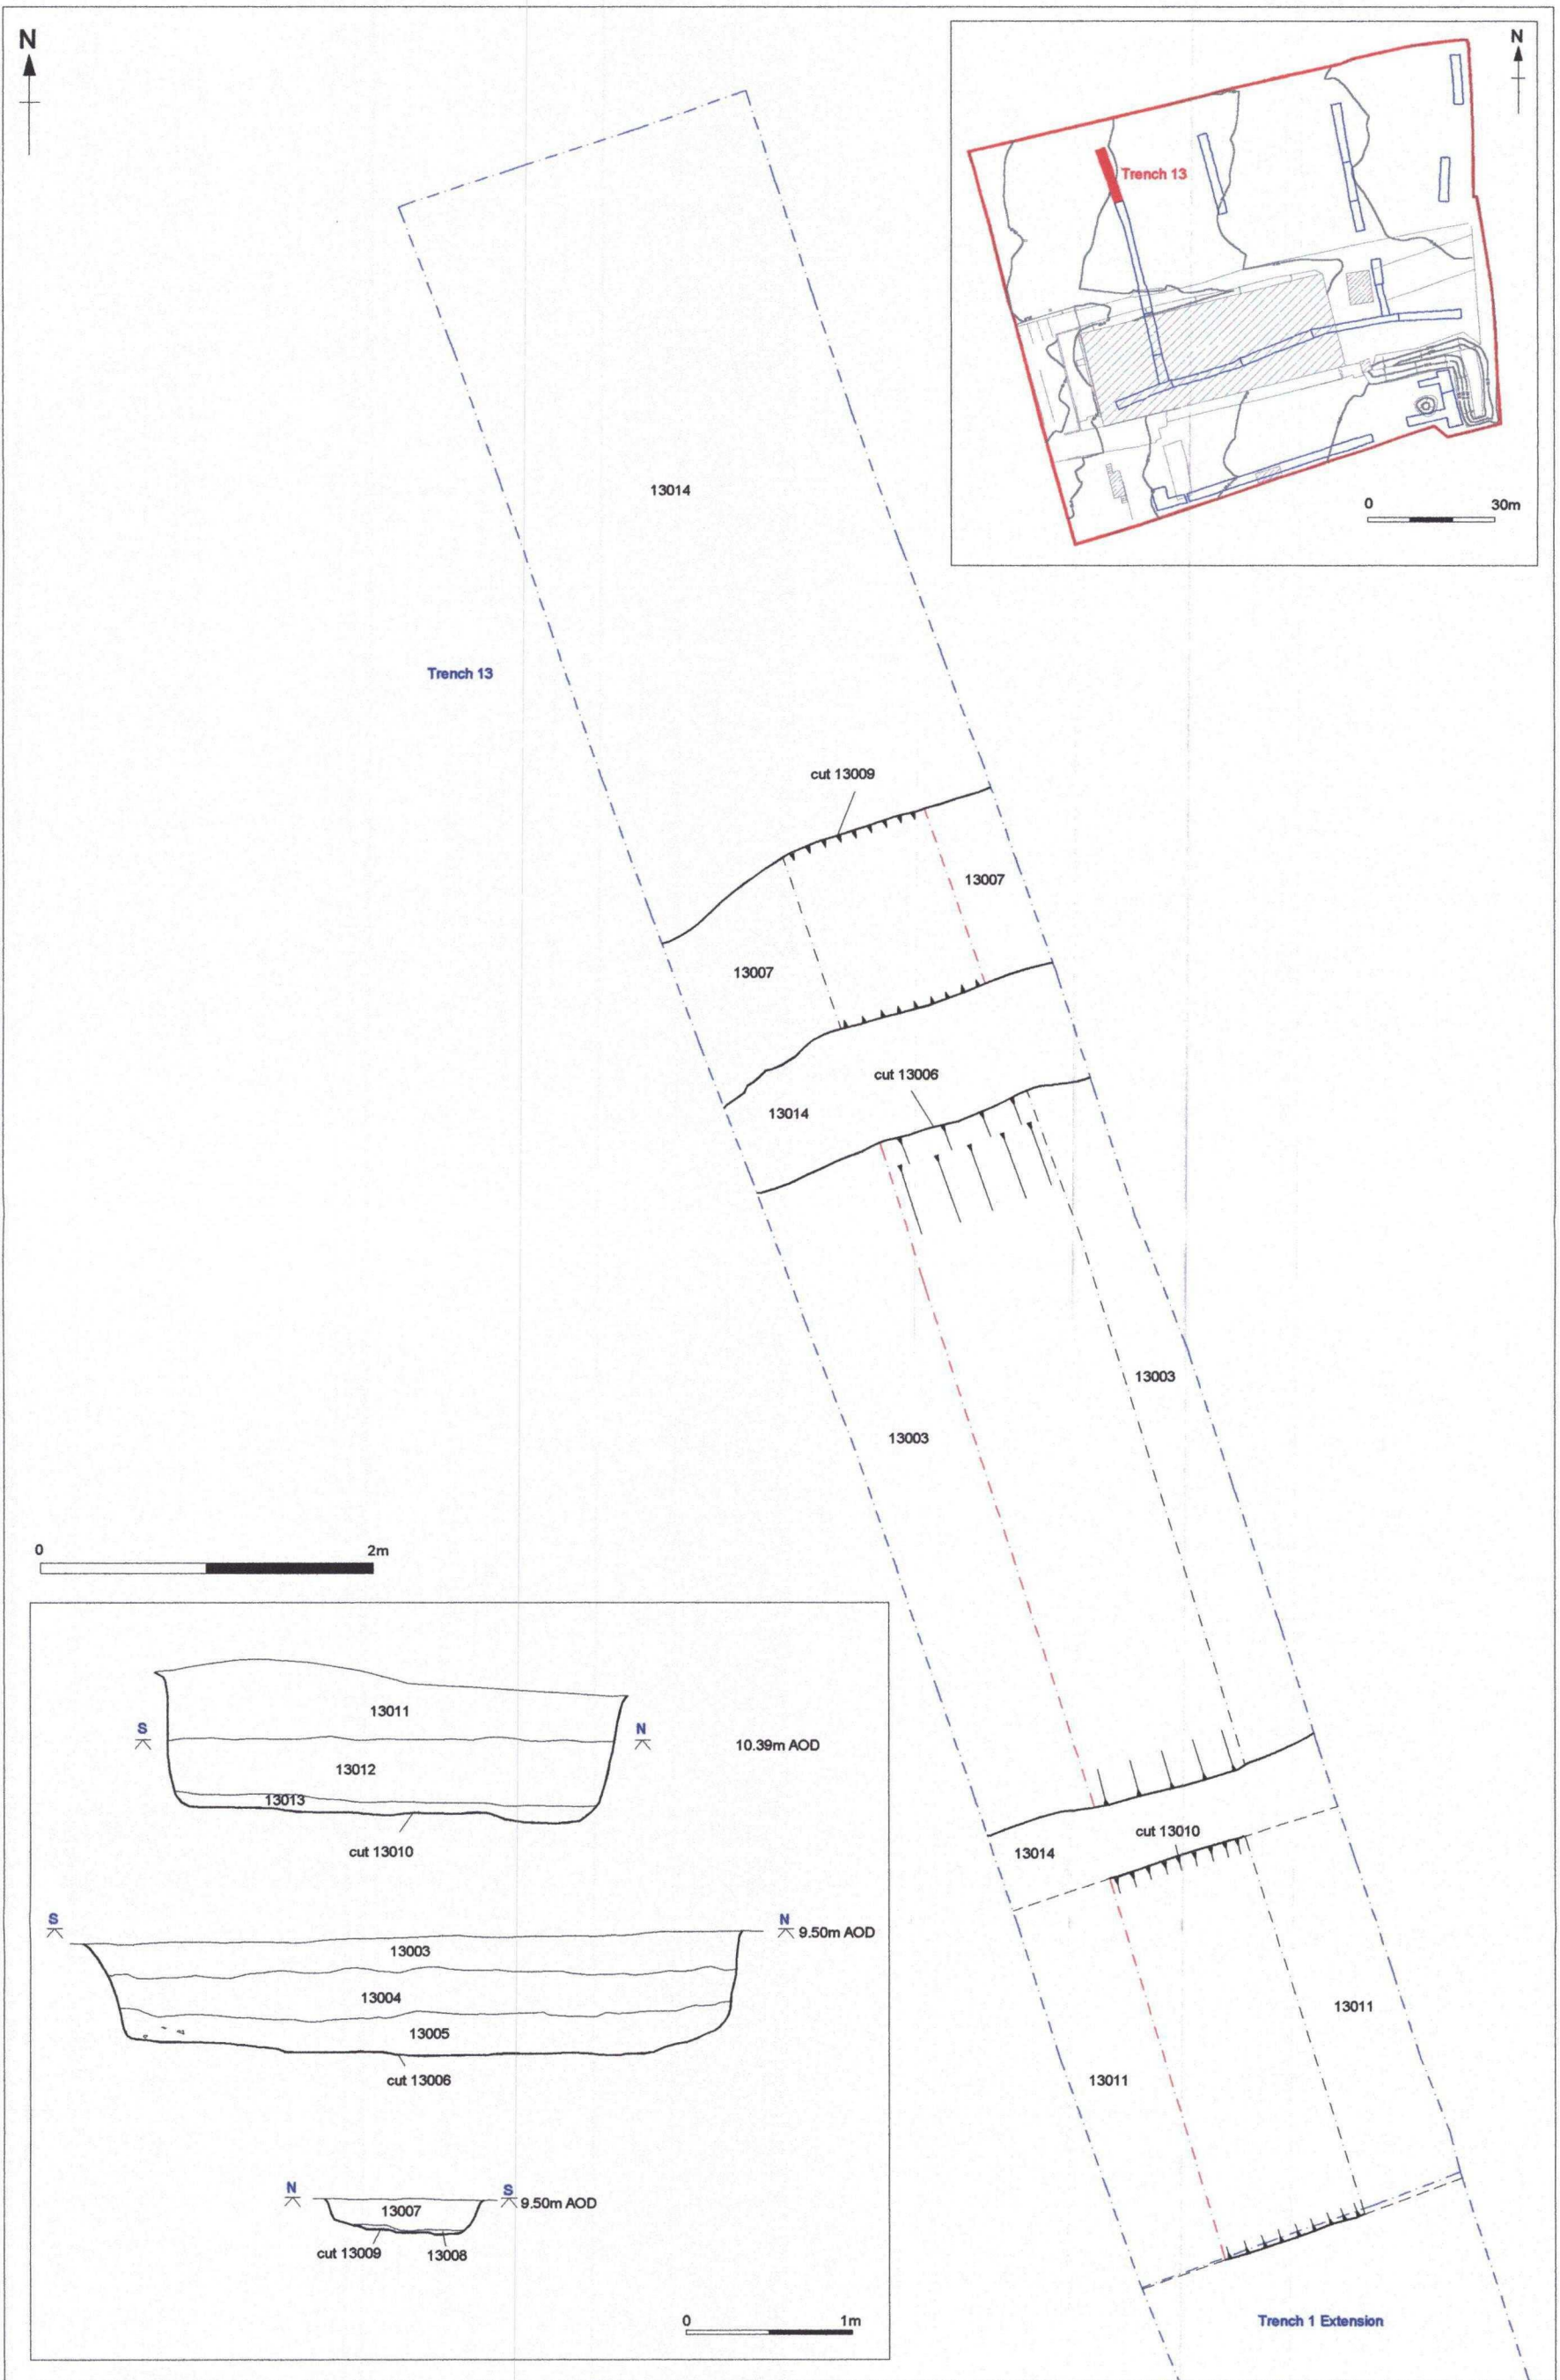 N
N
Trench 13
0 30m
13014
Trench 13
cut 13009
13007
13007
cut 13006
13014
13003
13003
0 2m
cut 13010
13014
13011
13011
Trench 1 Extension
13011
S N 10.39m AOD
13012
13013
cut 13010
S N 9.50m AOD
13003
13004
13005
cut 13006
N S 9.50m AOD
13007
cut 13009 13008
0 1m